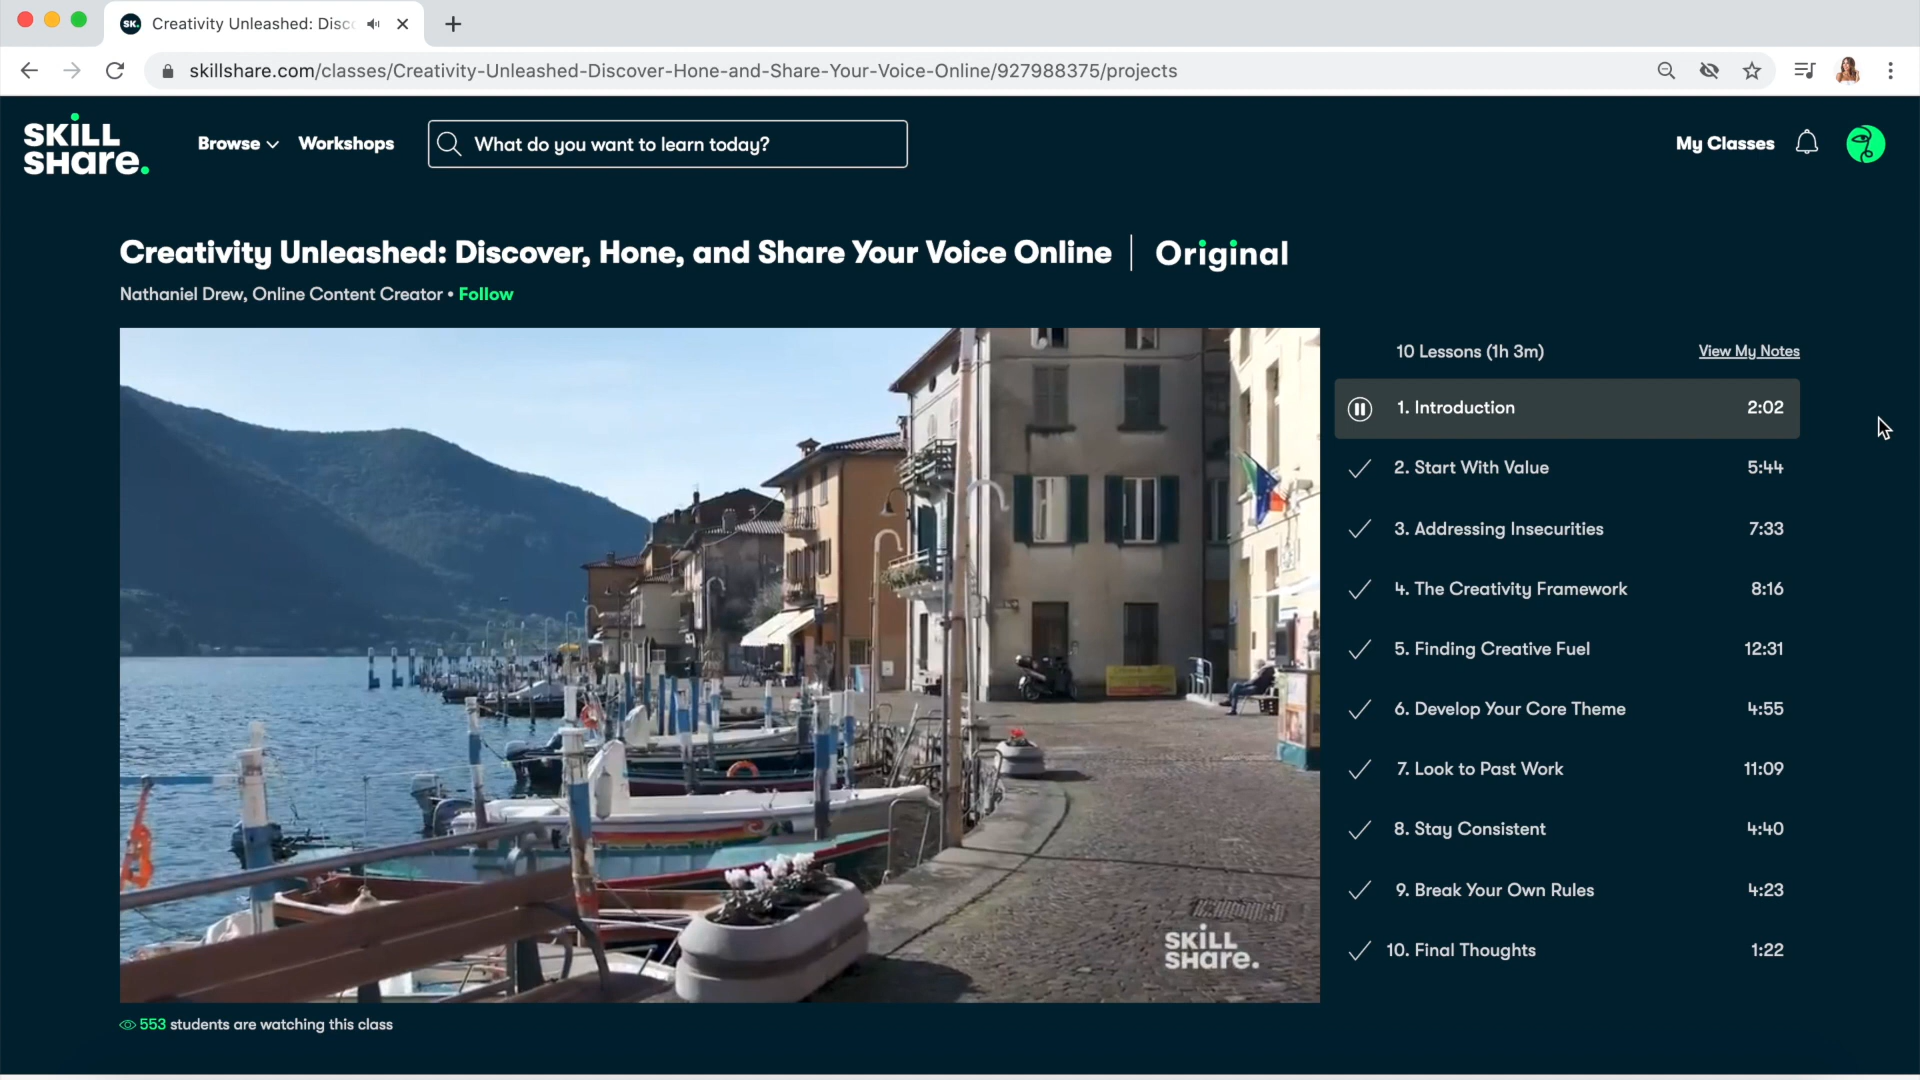 SK.
Creativity Unleashed: Disc
skillshare.com/classes/Creativity-Unleashed-Discover-Hone-and-Share-Your-Voice-Online/927988375/projects
SKILL
SHare.
Browse
Workshops
What do you want to learn today?
My Classes
Creativity Unleashed: Discover, Hone, and Share Your Voice Online
Original
Nathaniel Drew, Online Content Creator • Follow
10 Lessons (1h 3m)
View My Notes
1. Introduction 2:02
2. Start With Value 5:44
3. Addressing Insecurities 7:33
4. The Creativity Framework 8:16
5. Finding Creative Fuel 12:31
6. Develop Your Core Theme 4:55
7. Look to Past Work 11:09
8. Stay Consistent 4:40
9. Break Your Own Rules 4:23
10. Final Thoughts 1:22
SKILL
SHare.
553 students are watching this class